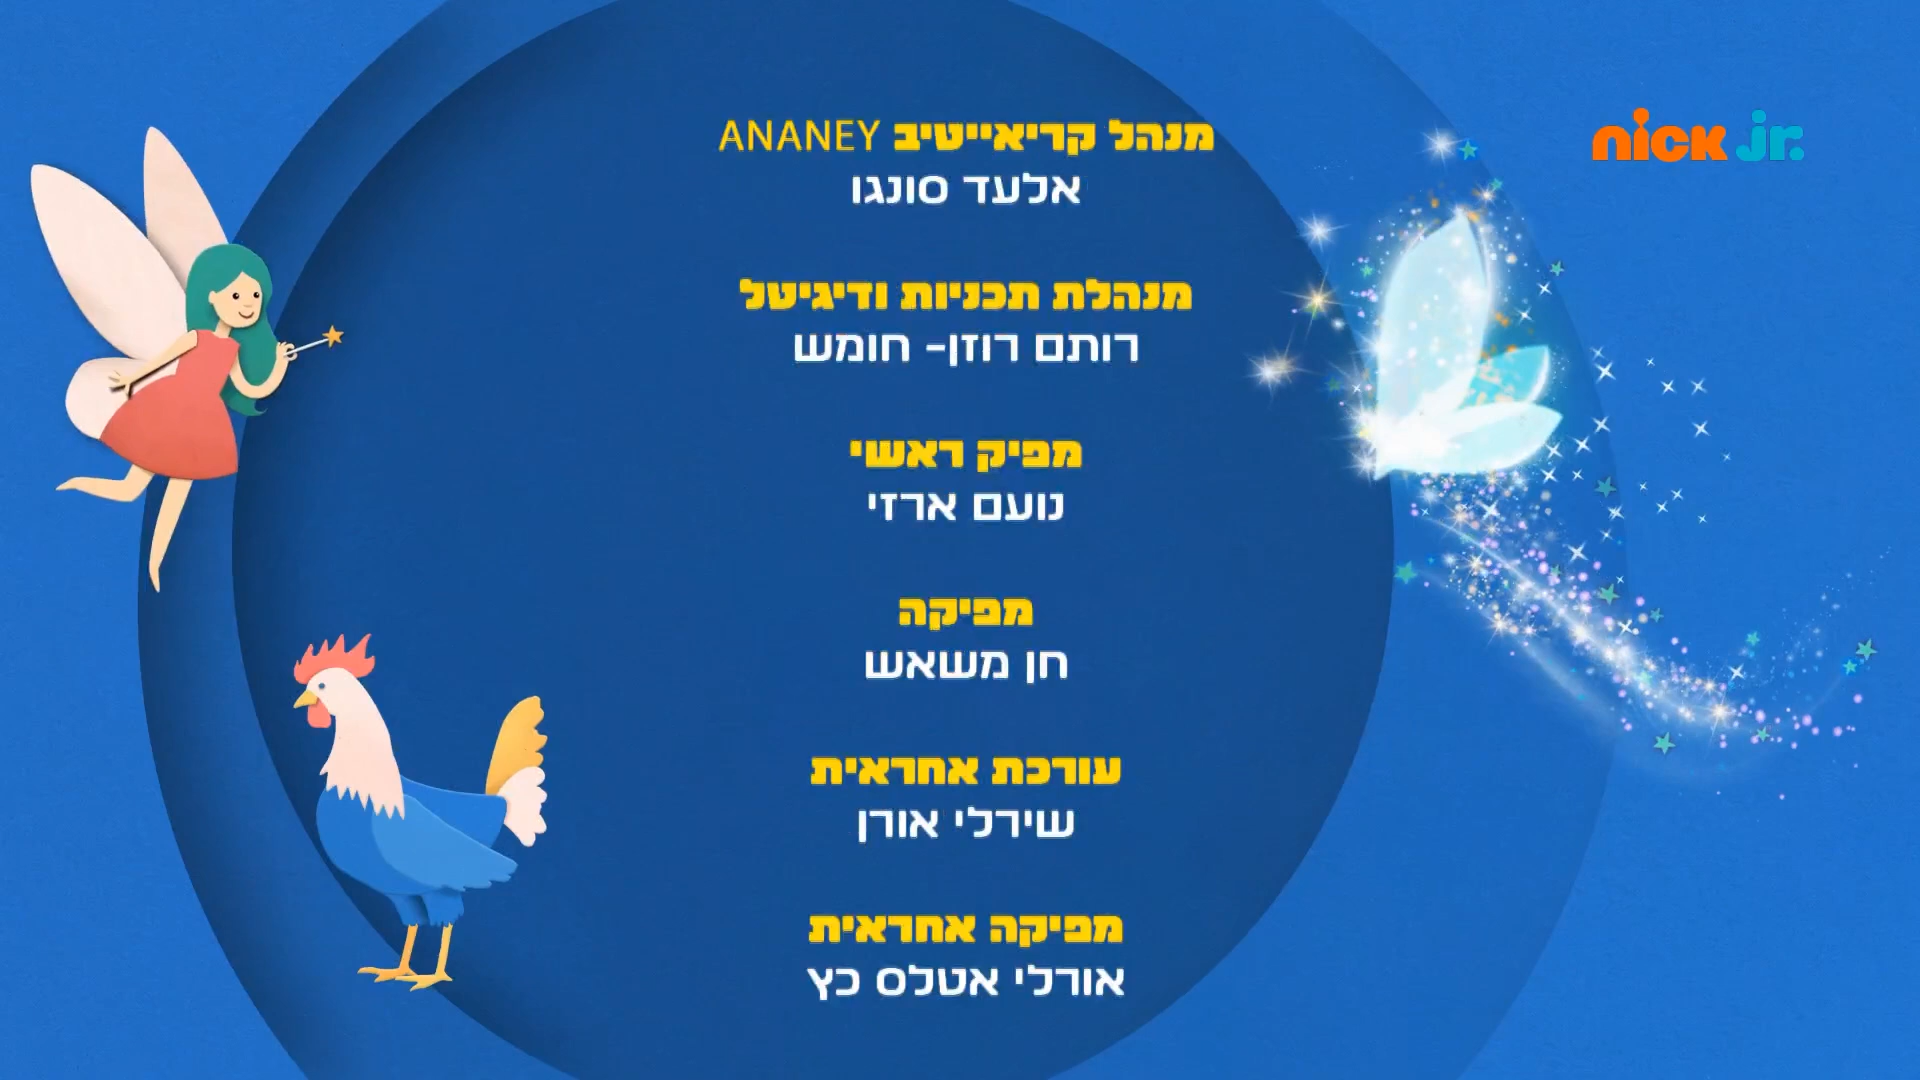 מנהל קריאייטיב ANANEY
אלעד סונגו
nick jr.
מנהלת תכניות ודיגיטל
רותם רוזן- חומש
מפיק ראשי
נועם ארזי
מפיקה
חן משאש
עורכת אחראית
שירלי אורן
מפיקה אחראית
אורלי אטלס כץ